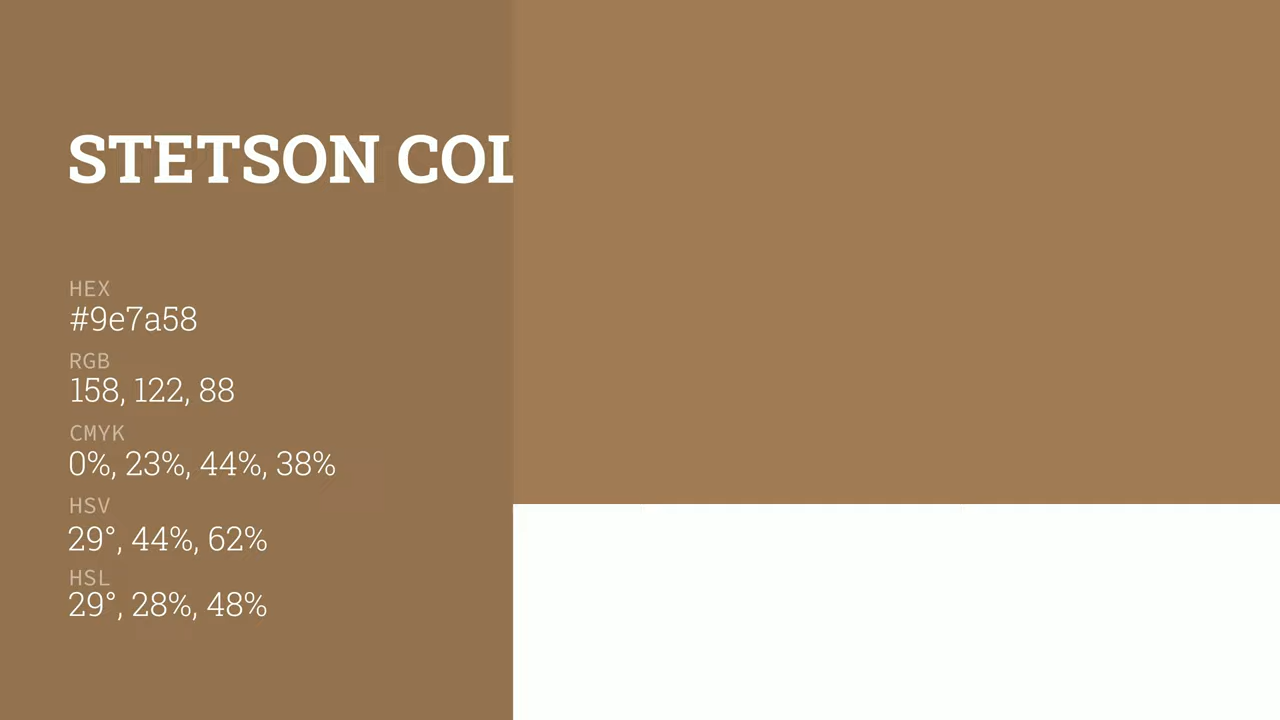 STETSON COL
HEX
#9e7a58
RGB
158, 122, 88
CMYK
0%, 23%, 44%, 38%
HSV
29°, 44%, 62%
HSL
29°, 28%, 48%